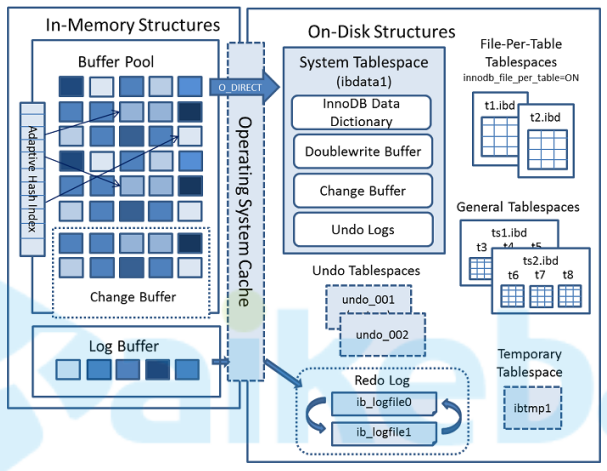 In-Memory Structures
Buffer Pool
Adaptive Hash Index
Change Buffer
Log Buffer
Operating System Cache
O_DIRECT
On-Disk Structures
System Tablespace
(ibdata1)
InnoDB Data
Dictionary
Doublewrite Buffer
Change Buffer
Undo Logs
File-Per-Table
Tablespaces
innodb_file_per_table=ON
t1.ibd
t2.ibd
General Tablespaces
ts1.ibd
t3 t4 t5
ts2.ibd
t6 t7 t8
Undo Tablespaces
undo_001
undo_002
Redo Log
ib_logfile0
ib_logfile1
Temporary
Tablespace
ibtmp1
aikeb